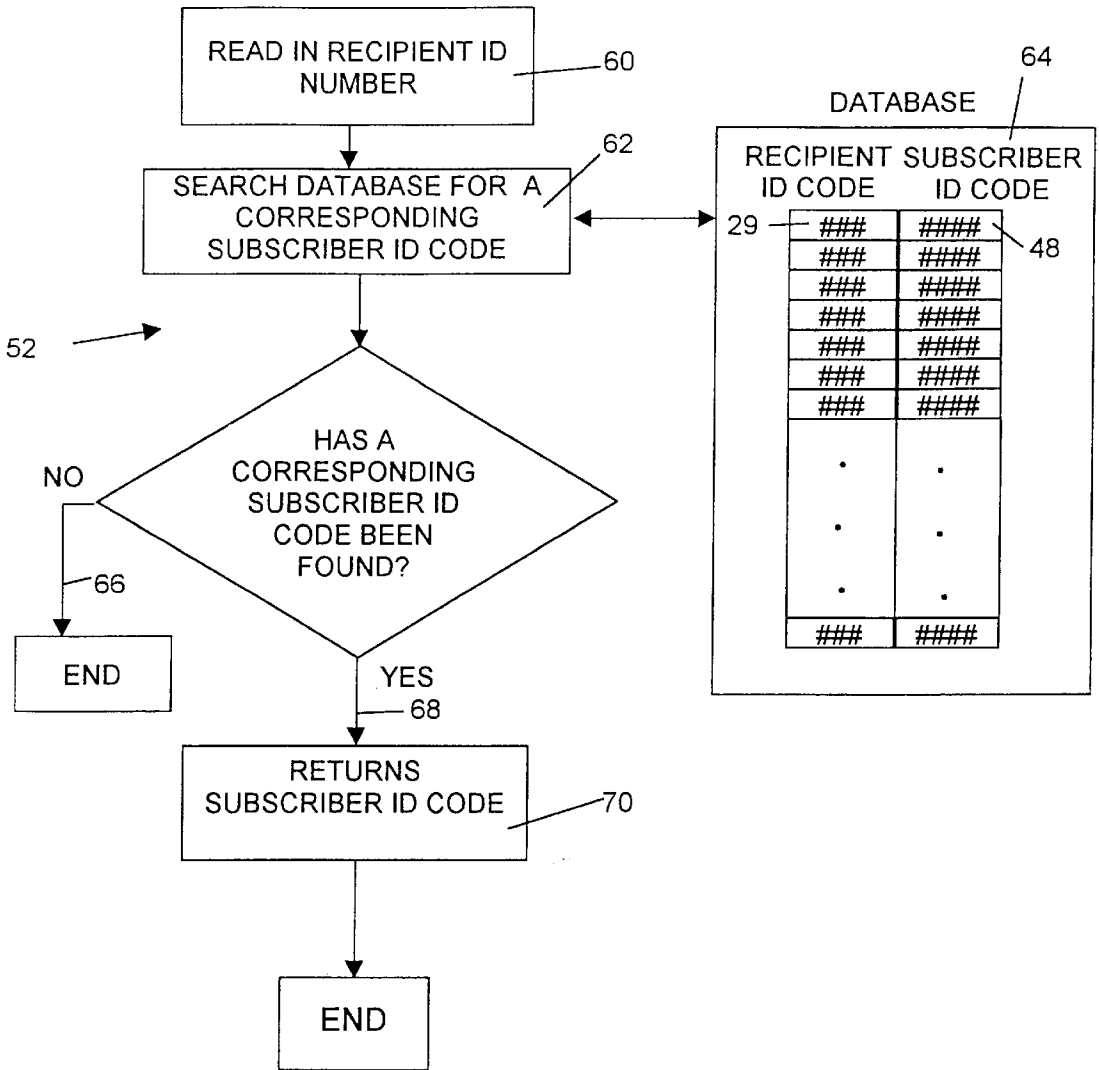 READ IN RECIPIENT ID
NUMBER
60
64
DATABASE
62
SEARCH DATABASE FOR A
CORRESPONDING
SUBSCRIBER ID CODE
RECIPIENT SUBSCRIBER
ID CODE ID CODE
29 ### #### 48
### ####
### ####
### ####
### ####
### ####
### ####
52
HAS A
CORRESPONDING
SUBSCRIBER ID
CODE BEEN
FOUND?
NO
66
END
### ####
YES
68
RETURNS
SUBSCRIBER ID CODE
70
END